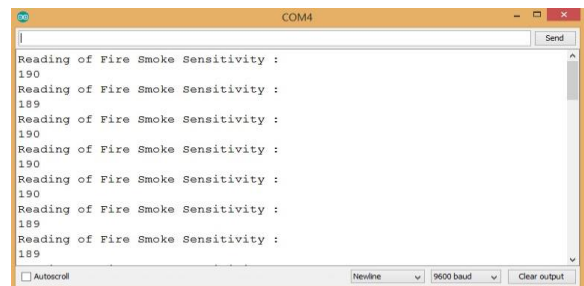 COM4
Send
Reading of Fire Smoke Sensitivity :
190
Reading of Fire Smoke Sensitivity :
189
Reading of Fire Smoke Sensitivity :
190
Reading of Fire Smoke Sensitivity :
190
Reading of Fire Smoke Sensitivity :
190
Reading of Fire Smoke Sensitivity :
189
Reading of Fire Smoke Sensitivity :
189
Autoscroll Newline 9600 baud Clear output